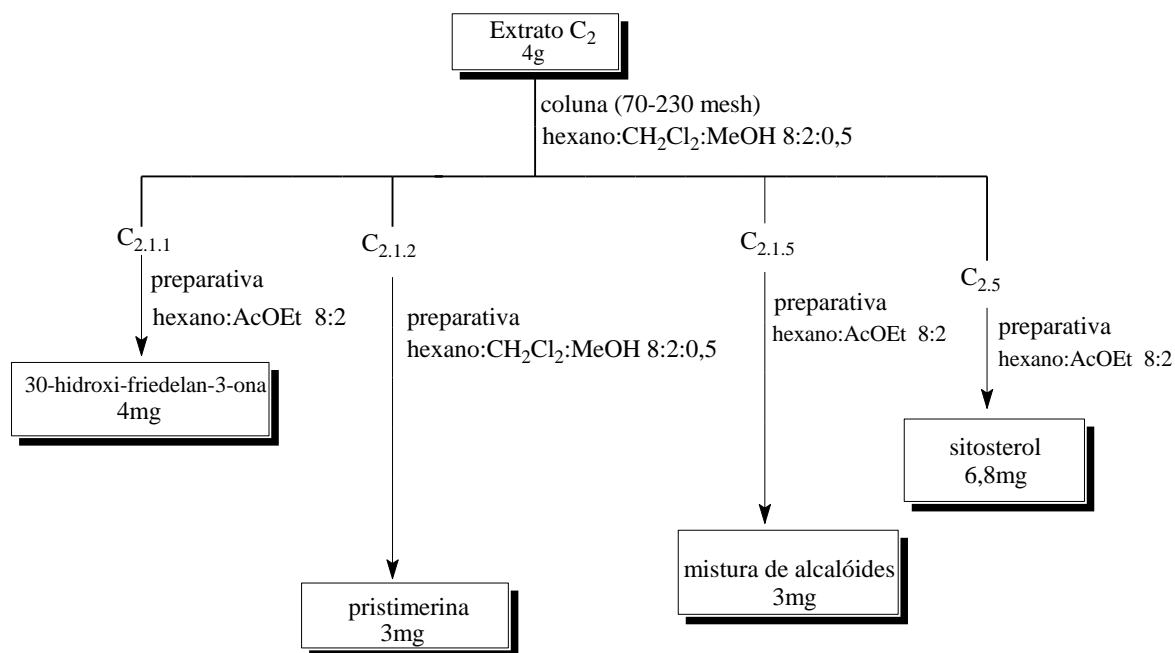 Extrato C₂
4g
coluna (70-230 mesh)
hexano:CH₂Cl₂:MeOH 8:2:0,5
C₂.₁.₁
preparativa
hexano:AcOEt 8:2
30-hidroxi-friedelan-3-ona
4mg
C₂.₁.₂
preparativa
hexano:CH₂Cl₂:MeOH 8:2:0,5
pristimerina
3mg
C₂.₁.₅
preparativa
hexano:AcOEt 8:2
mistura de alcalóides
3mg
C₂.₅
preparativa
hexano:AcOEt 8:2
sitosterol
6,8mg